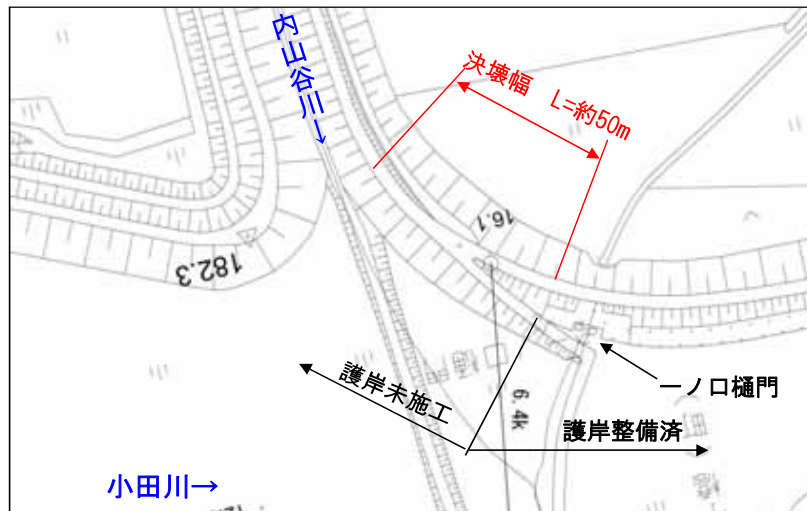 内山谷川→
決壊幅　L=約50m
16.1
182.3
護岸未施工
6.4k
一ノ口樋門
護岸整備済
小田川→